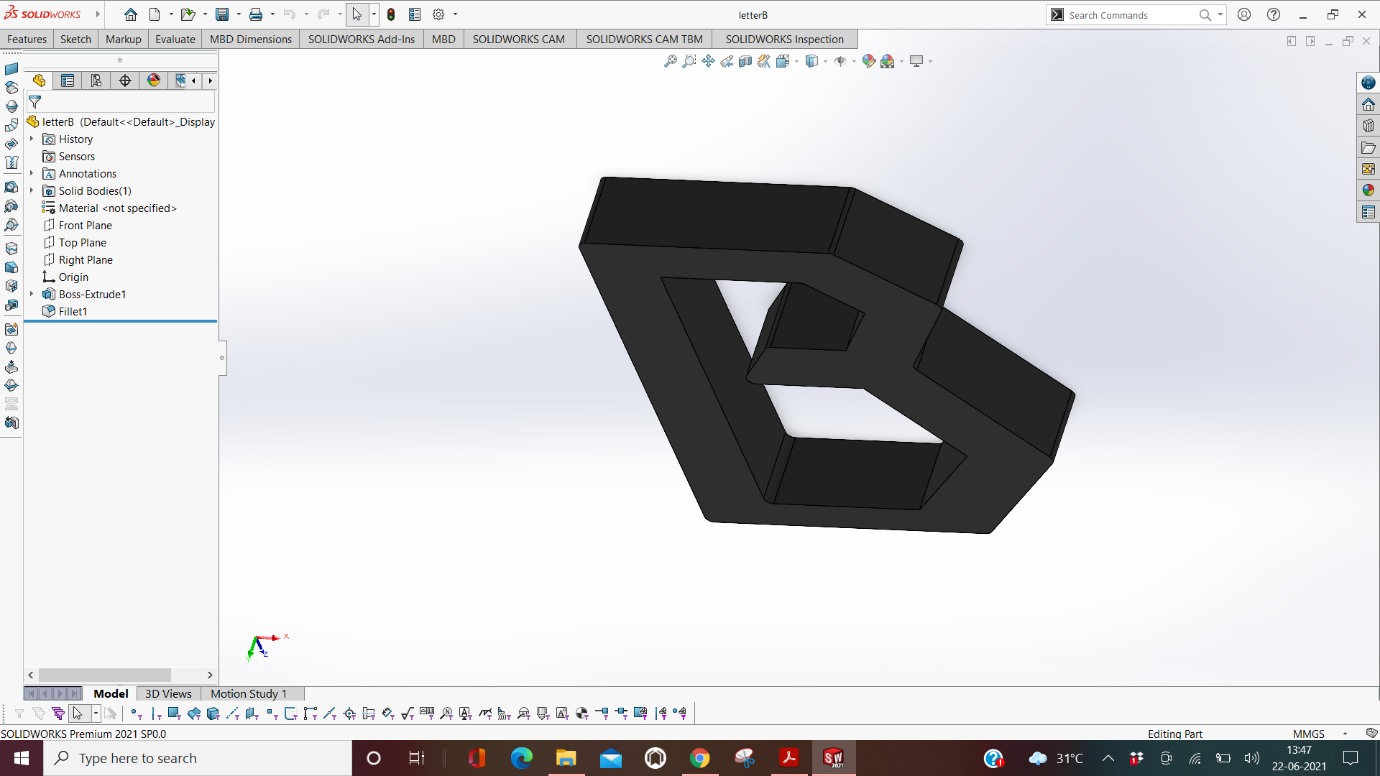 SOLIDWORKS
letterB
Search Commands
Features
Sketch
Markup
Evaluate
MBD Dimensions
SOLIDWORKS Add-Ins
MBD
SOLIDWORKS CAM
SOLIDWORKS CAM TBM
SOLIDWORKS Inspection
letterB (Default<<Default>_Display
History
Sensors
Annotations
Solid Bodies(1)
Material <not specified>
Front Plane
Top Plane
Right Plane
Origin
Boss-Extrude1
Fillet1
X
Y
Z
Model
3D Views
Motion Study 1
SOLIDWORKS Premium 2021 SP0.0
Editing Part
MMGS
Type here to search
31°C
13:47
22-06-2021